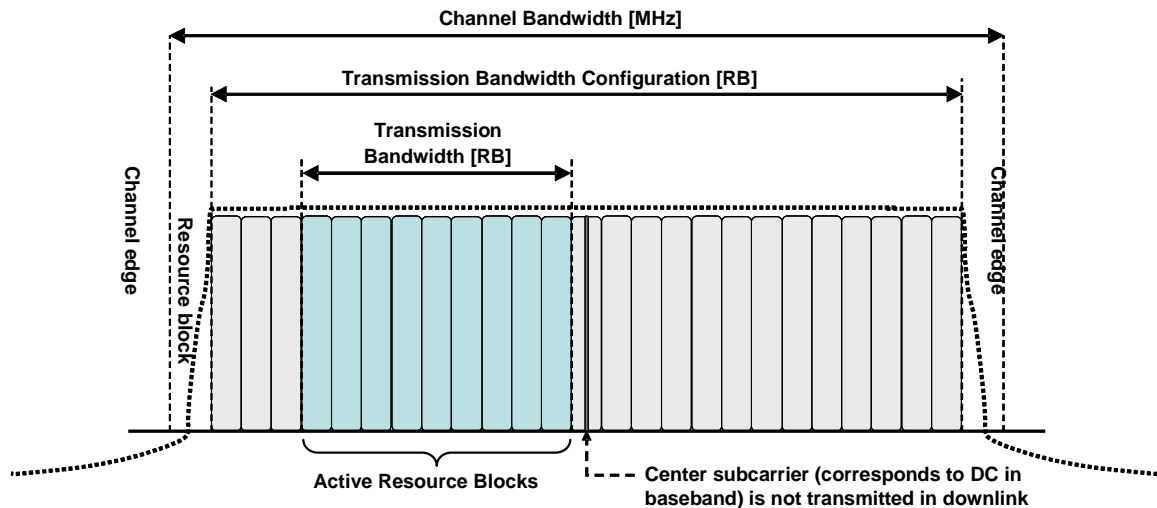 Channel Bandwidth [MHz]
Transmission Bandwidth Configuration [RB]
Transmission
Bandwidth [RB]
Channel edge
Resource block
Channel edge
Active Resource Blocks
Center subcarrier (corresponds to DC in
baseband) is not transmitted in downlink